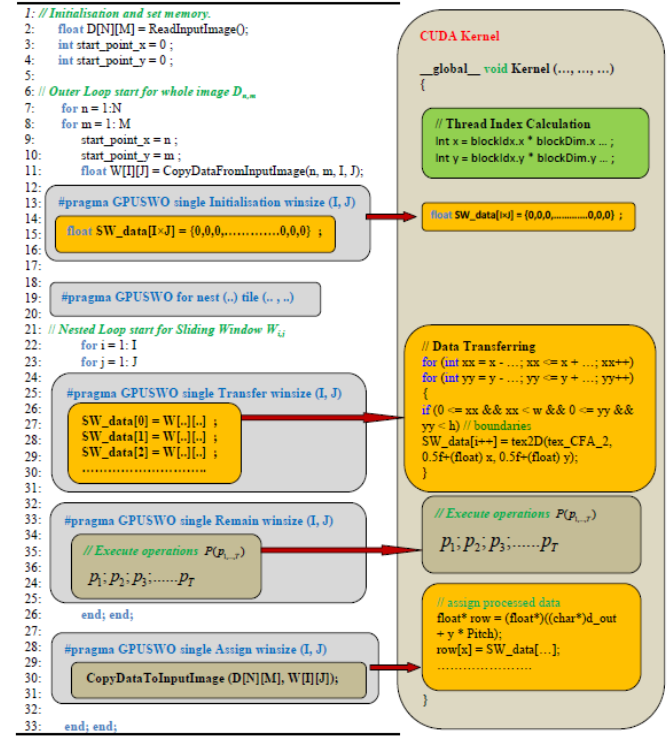 1: // Initialisation and set memory.
2: float D[N][M] = ReadInputImage();
3: int start_point_x = 0 ;
4: int start_point_y = 0 ;
5:
6: // Outer Loop start for whole image Dn,m
7: for n = 1:N
8: for m = 1: M
9: start_point_x = n ;
10: start_point_y = m ;
11: float W[I][J] = CopyDataFromInputImage(n, m, I, J);
12:
13: #pragma GPUSWO single Initialisation winsize (I, J)
14:
15: float SW_data[I×J] = {0,0,0,.............0,0,0} ;
16:
17:
18:
19: #pragma GPUSWO for nest (..) tile (.. , ..)
20:
21: // Nested Loop start for Sliding Window Wi,j
22: for i = 1: I
23: for j = 1: J
24:
25: #pragma GPUSWO single Transfer winsize (I, J)
26:
27: SW_data[0] = W[..][..] ;
28: SW_data[1] = W[..][..] ;
29: SW_data[2] = W[..][..] ;
30: ................................
31:
32:
33: #pragma GPUSWO single Remain winsize (I, J)
34:
35: // Execute operations P(p1,..,T)
36:
24: p1; p2; p3;......pT
25:
26: end; end;
27:
28: #pragma GPUSWO single Assign winsize (I, J)
29:
30: CopyDataToInputImage (D[N][M], W[I][J]);
31:
32:
33: end; end;
CUDA Kernel
__global__ void Kernel (..., ..., ...)
{
// Thread Index Calculation
Int x = blockIdx.x * blockDim.x ... ;
Int y = blockIdx.y * blockDim.y ... ;
float SW_data[I×J] = {0,0,0,.............0,0,0} ;
// Data Transferring
for (int xx = x - ...; xx <= x + ...; xx++)
for (int yy = y - ...; yy <= y + ...; yy++)
{
if (0 <= xx && xx < w && 0 <= yy &&
yy < h) // boundaries
SW_data[i++] = tex2D(tex_CFA_2,
0.5f+(float) x, 0.5f+(float) y);
}
// Execute operations P(p1,..,T)
p1; p2; p3;......pT
// assign processed data
float* row = (float*)((char*)d_out
+ y * Pitch);
row[x] = SW_data[...];
........................
}